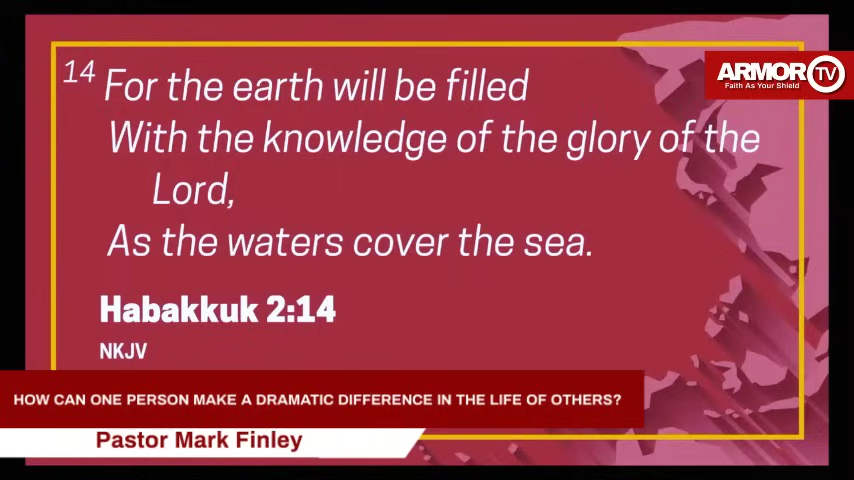 14 For the earth will be filled
With the knowledge of the glory of the
Lord,
As the waters cover the sea.
Habakkuk 2:14
NKJV
ARMOR TV
Faith As Your Shield
HOW CAN ONE PERSON MAKE A DRAMATIC DIFFERENCE IN THE LIFE OF OTHERS?
Pastor Mark Finley